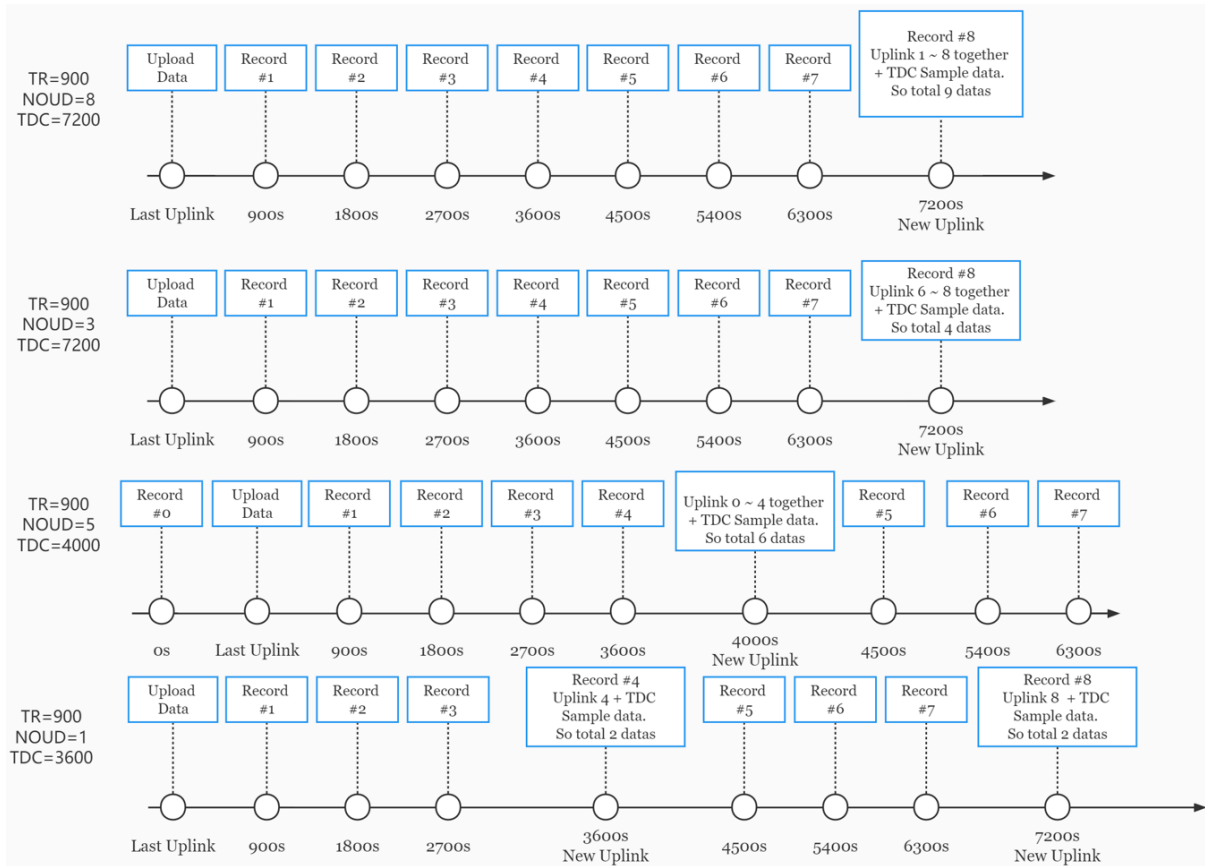 TR=900
NOUD=8
TDC=7200
Upload
Data
Record
#1
Record
#2
Record
#3
Record
#4
Record
#5
Record
#6
Record
#7
Record #8
Uplink 1 ~ 8 together
+ TDC Sample data.
So total 9 datas
Last Uplink
900s
1800s
2700s
3600s
4500s
5400s
6300s
7200s
New Uplink
TR=900
NOUD=3
TDC=7200
Upload
Data
Record
#1
Record
#2
Record
#3
Record
#4
Record
#5
Record
#6
Record
#7
Record #8
Uplink 6 ~ 8 together
+ TDC Sample data.
So total 4 datas
Last Uplink
900s
1800s
2700s
3600s
4500s
5400s
6300s
7200s
New Uplink
TR=900
NOUD=5
TDC=4000
Record
#0
Upload
Data
Record
#1
Record
#2
Record
#3
Record
#4
Uplink 0 ~ 4 together
+ TDC Sample data.
So total 6 datas
Record
#5
Record
#6
Record
#7
0s
Last Uplink
900s
1800s
2700s
3600s
4000s
New Uplink
4500s
5400s
6300s
TR=900
NOUD=1
TDC=3600
Upload
Data
Record
#1
Record
#2
Record
#3
Record #4
Uplink 4 + TDC
Sample data.
So total 2 datas
Record
#5
Record
#6
Record
#7
Record #8
Uplink 8 + TDC
Sample data.
So total 2 datas
Last Uplink
900s
1800s
2700s
3600s
New Uplink
4500s
5400s
6300s
7200s
New Uplink